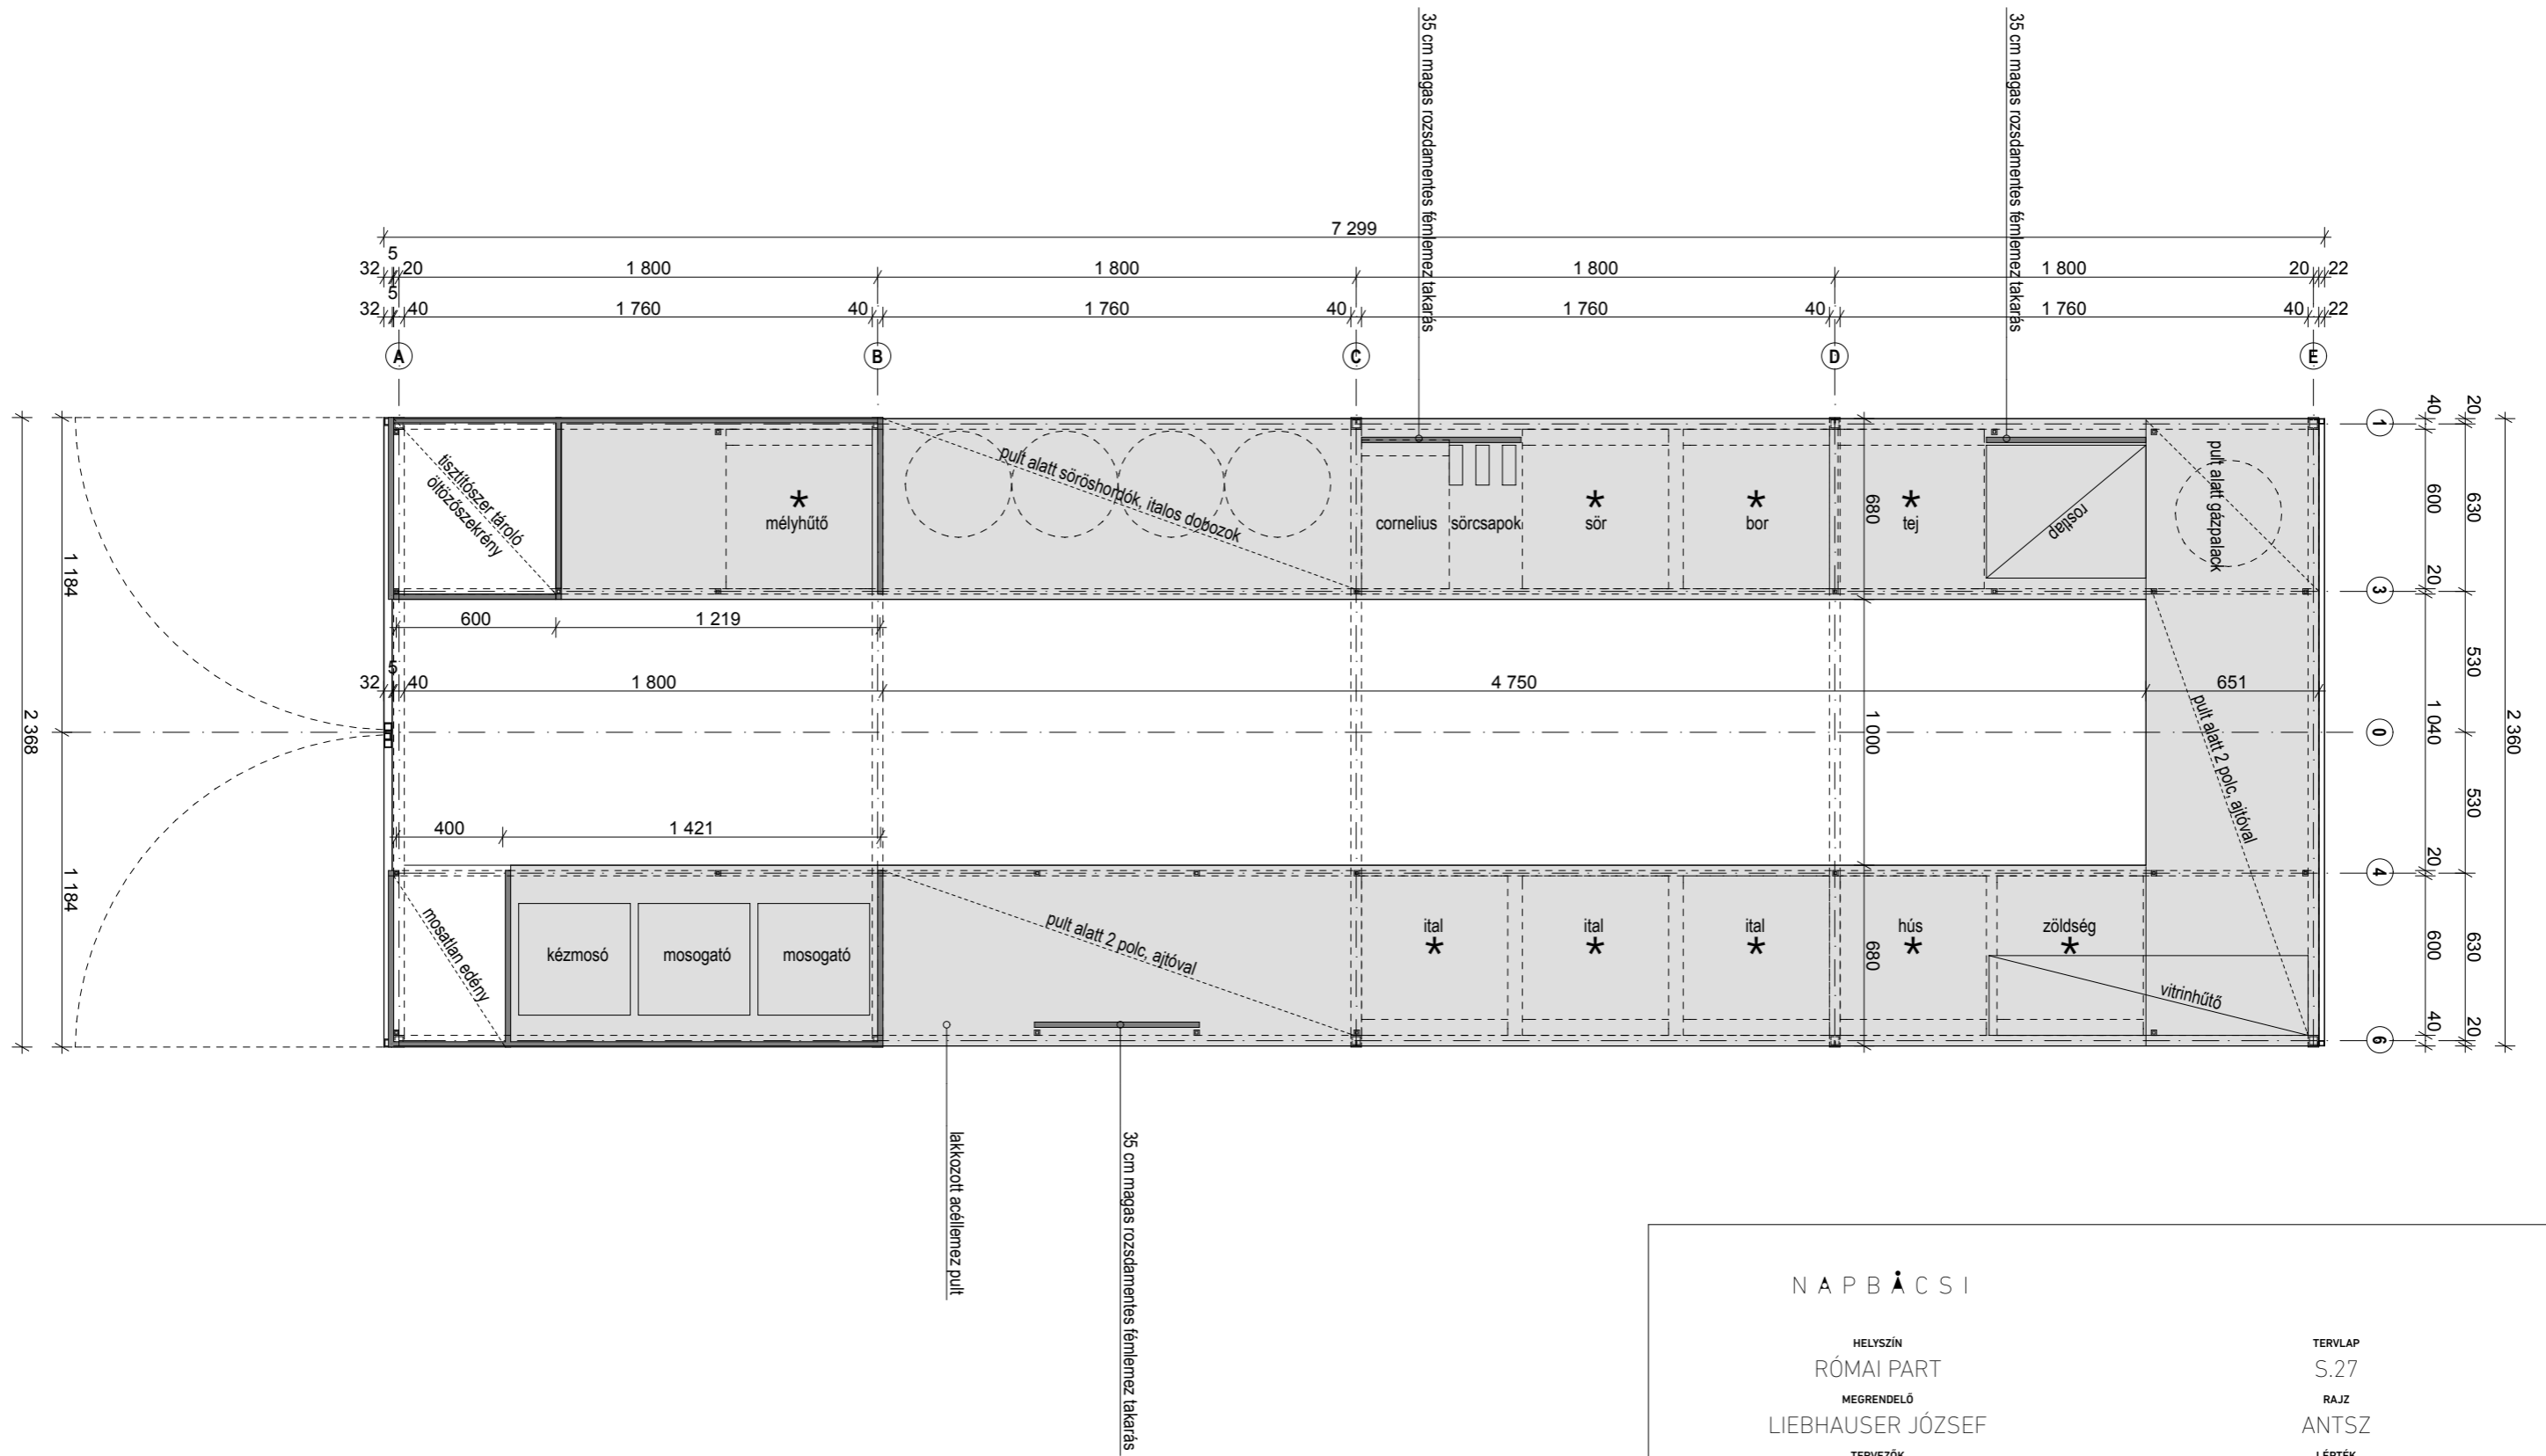 35 cm magas rozsdamentes fémlemez takarás
35 cm magas rozsdamentes fémlemez takarás
7 299
32 5 20 1 800 1 800 1 800 1 800 20 22
32 5 40 1 760 40 1 760 40 1 760 40 1 760 40 22
A B C D E
2 368
1 184
1 184
tisztítószer tároló
öltözőszekrény
*
mélyhűtő
pult alatt söröshordók, italos dobozok
cornelius
sörcsapok
*
sör
*
bor
680
*
tej
rostlap
pult alatt gázpalack
600 1 219
32 5 40 1 800 4 750 651
1 000
pult alatt 2 polc, ajtóval
400 1 421
mosatlan edény
kézmosó
mosogató
mosogató
pult alatt 2 polc, ajtóval
ital
*
ital
*
ital
*
680
hús
*
zöldség
*
vitrinhűtő
1 3 0 4 6
40 600 20 1 040 20 600 40
20 630 530 530 630 20
2 360
lakkozott acéllemez pult
35 cm magas rozsdamentes fémlemez takarás
NAPBÁCSI
HELYSZÍN
RÓMAI PART
MEGRENDELŐ
LIEBHAUSER JÓZSEF
TERVEZŐK
TERVLAP
S.27
RAJZ
ANTSZ
LÉPTÉK